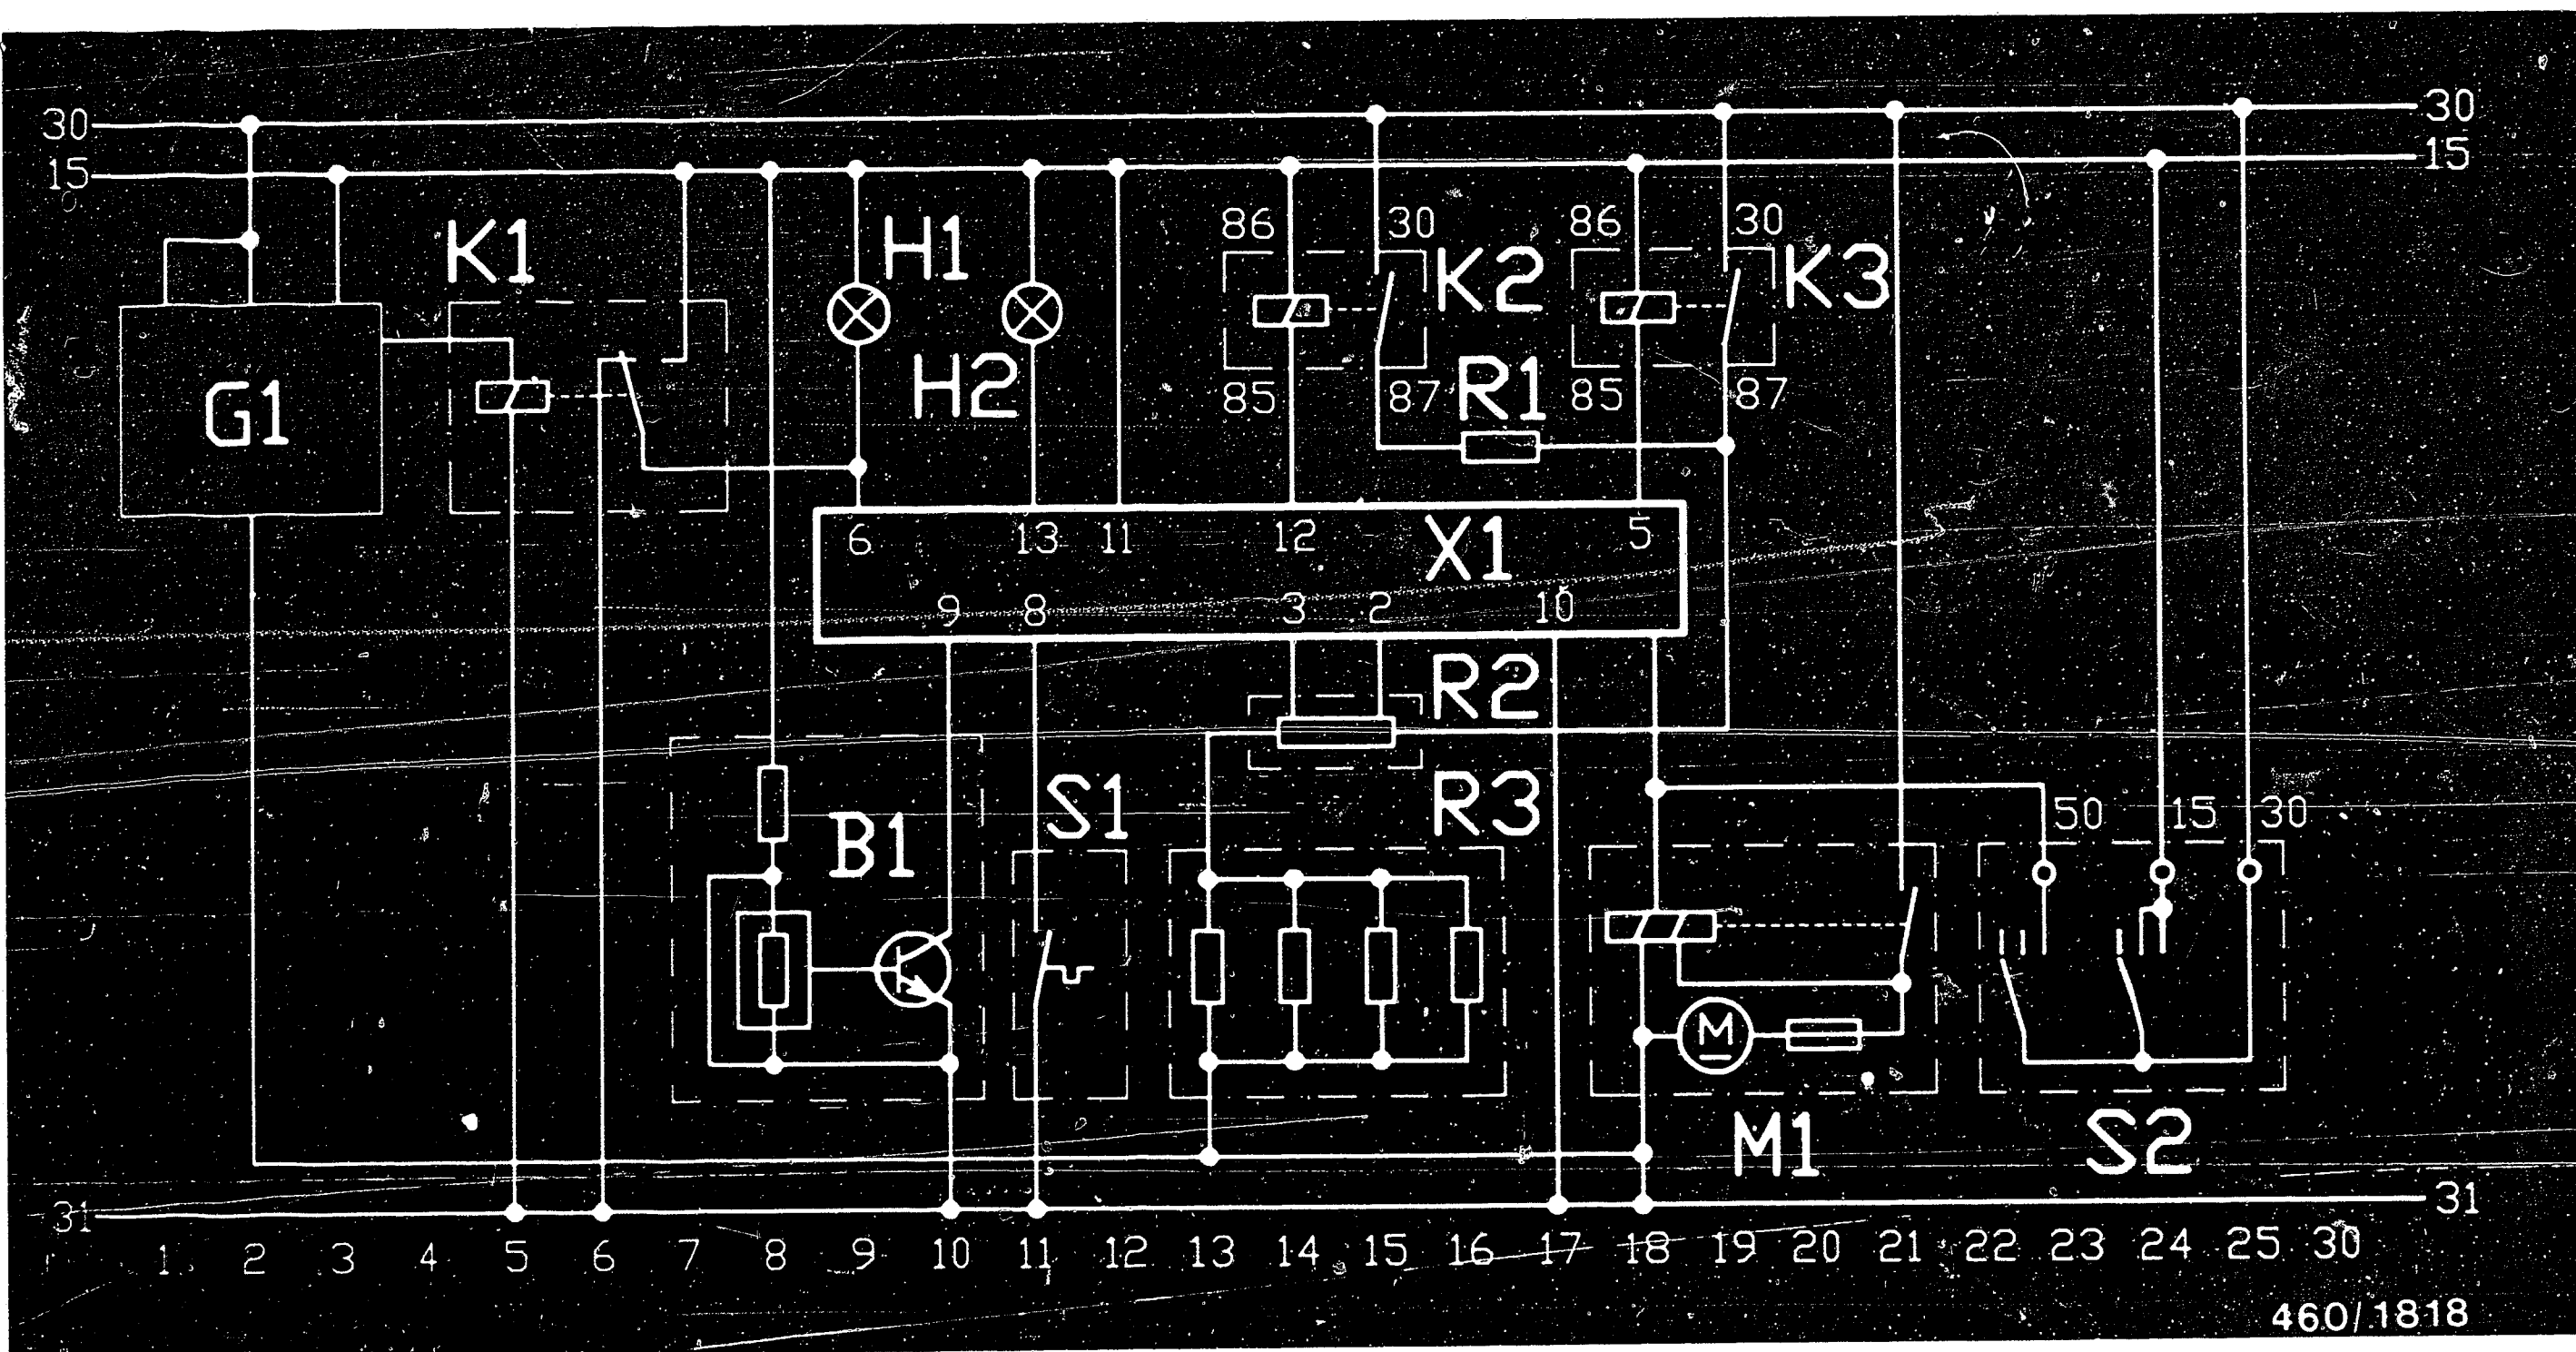 30 30
15 15
86 30 86 30
K1 H1 K2 K3
G1 H2 85 87 R1 85 87
6 13 11 12 X1 5
9 8 3 2 10
R2
B1 S1 R3 50 15 30
M
M1 S2
31 31
1 2 3 4 5 6 7 8 9 10 11 12 13 14 15 16 17 18 19 20 21 22 23 24 25 30
460/1818